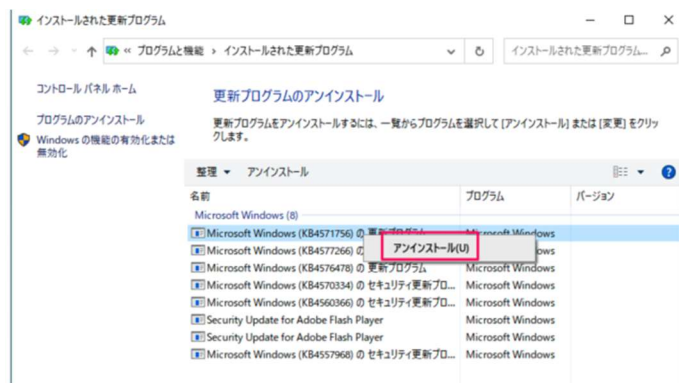 インストールされた更新プログラム
« プログラムと機能 › インストールされた更新プログラム
インストールされた更新プログラム...
コントロール パネル ホーム
プログラムのアンインストール
Windows の機能の有効化または
無効化
更新プログラムのアンインストール
更新プログラムをアンインストールするには、一覧からプログラムを選択して [アンインストール] または [変更] をクリッ
クします。
整理 アンインストール
名前 プログラム バージョン
Microsoft Windows (8)
Microsoft Windows (KB4571756) の 更新プログラム Microsoft Windows
アンインストール(U)
Microsoft Windows (KB4577266) の
Microsoft Windows (KB4576478) の 更新プログラム Microsoft Windows
Microsoft Windows (KB4570334) の セキュリティ更新プロ... Microsoft Windows
Microsoft Windows (KB4560366) の セキュリティ更新プロ... Microsoft Windows
Security Update for Adobe Flash Player Microsoft Windows
Security Update for Adobe Flash Player Microsoft Windows
Microsoft Windows (KB4557968) の セキュリティ更新プロ... Microsoft Windows